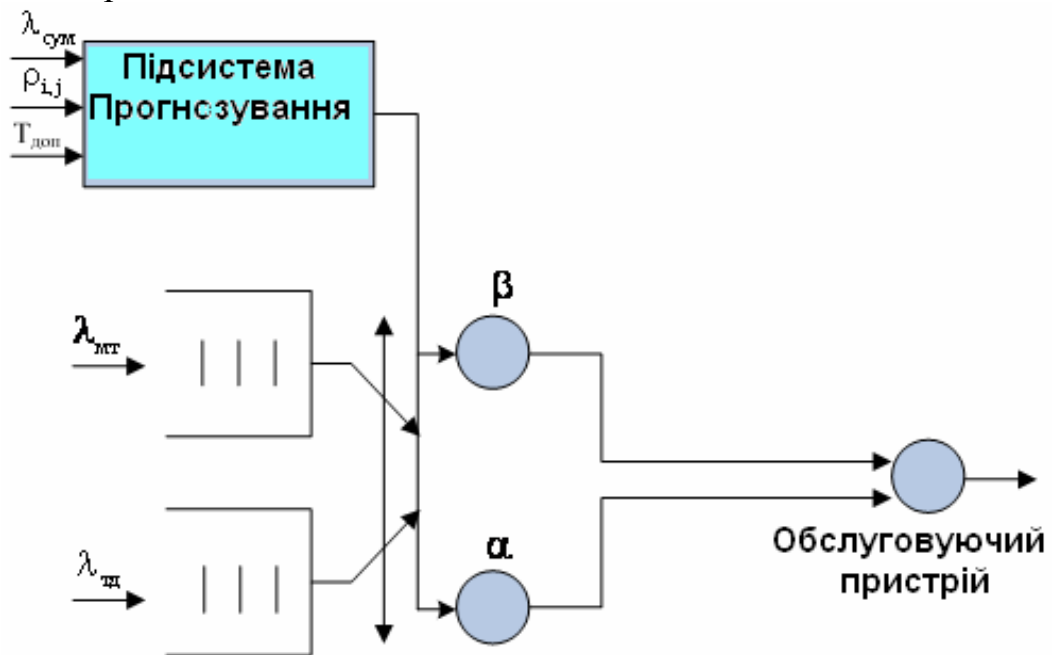 λсум
Підсистема
Прогнозування
ρi,j
Tдоп
β
λмт
α
λтд
Обслуговуючий
пристрій